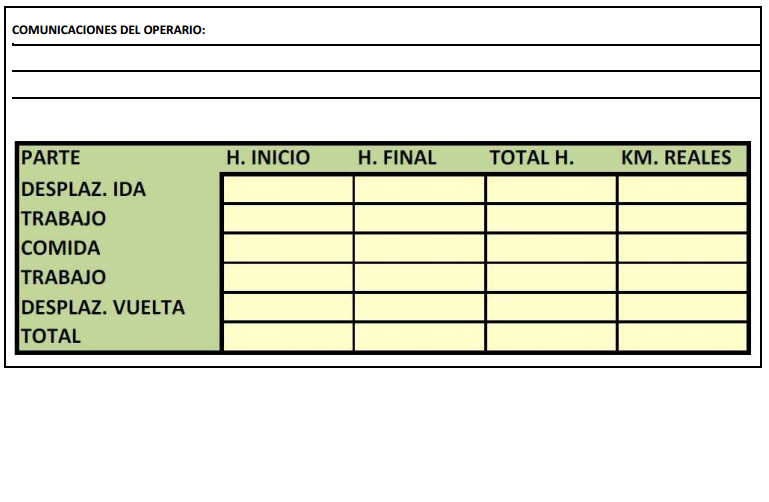 COMUNICACIONES DEL OPERARIO:
PARTE H. INICIO H. FINAL TOTAL H. KM. REALES
DESPLAZ. IDA
TRABAJO
COMIDA
TRABAJO
DESPLAZ. VUELTA
TOTAL